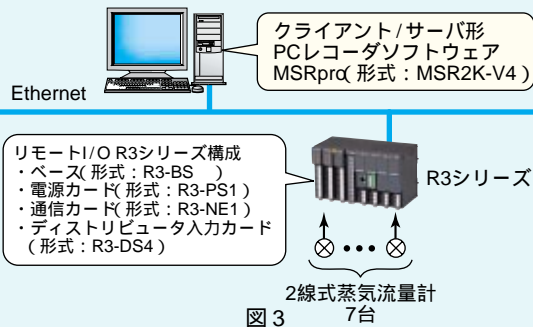 クライアント/サーバ形
PCレコーダソフトウェア
MSRpro(形式：MSR2K-V4)
Ethernet
リモートI/O R3シリーズ構成
・ベース(形式：R3-BS　)
・電源カード(形式：R3-PS1)
・通信カード(形式：R3-NE1)
・ディストリビュータ入力カード
(形式：R3-DS4)
R3シリーズ
2線式蒸気流量計
7台
図3